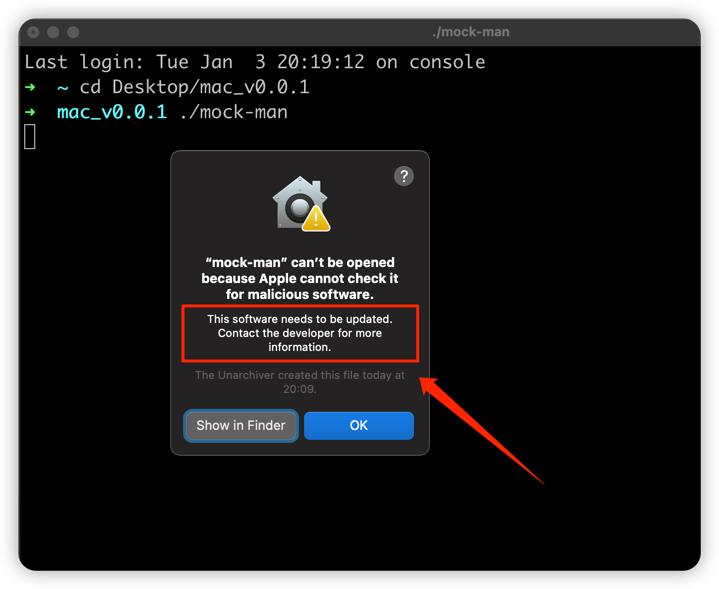 ./mock-man
Last login: Tue Jan  3 20:19:12 on console
➜  ~ cd Desktop/mac_v0.0.1
➜  mac_v0.0.1 ./mock-man
?
“mock-man” can’t be opened
because Apple cannot check it
for malicious software.
This software needs to be updated.
Contact the developer for more
information.
The Unarchiver created this file today at
20:09.
Show in Finder
OK